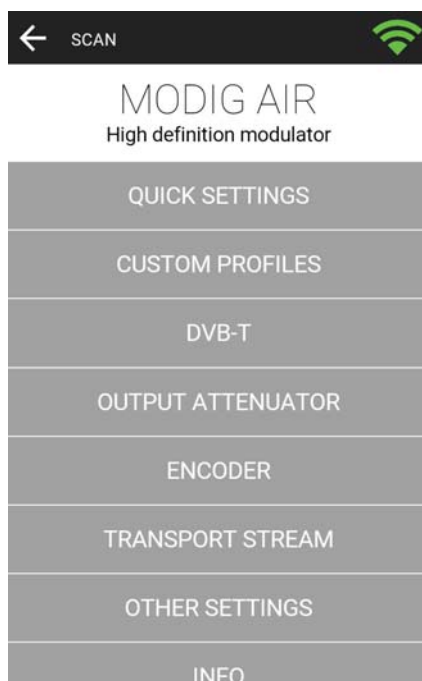 SCAN
MODIG AIR
High definition modulator
QUICK SETTINGS
CUSTOM PROFILES
DVB-T
OUTPUT ATTENUATOR
ENCODER
TRANSPORT STREAM
OTHER SETTINGS
INFO